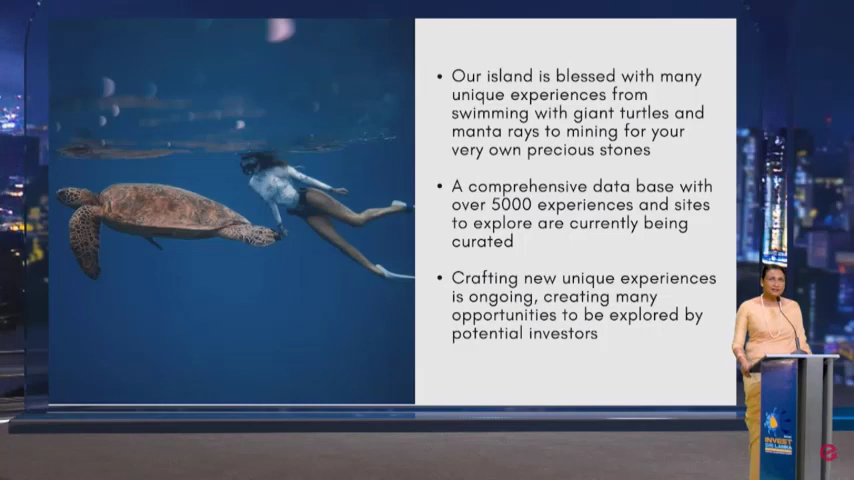 • Our island is blessed with many
unique experiences from
swimming with giant turtles and
manta rays to mining for your
very own precious stones
• A comprehensive data base with
over 5000 experiences and sites
to explore are currently being
curated
• Crafting new unique experiences
is ongoing, creating many
opportunities to be explored by
potential investors
INVEST
SRI LANKA